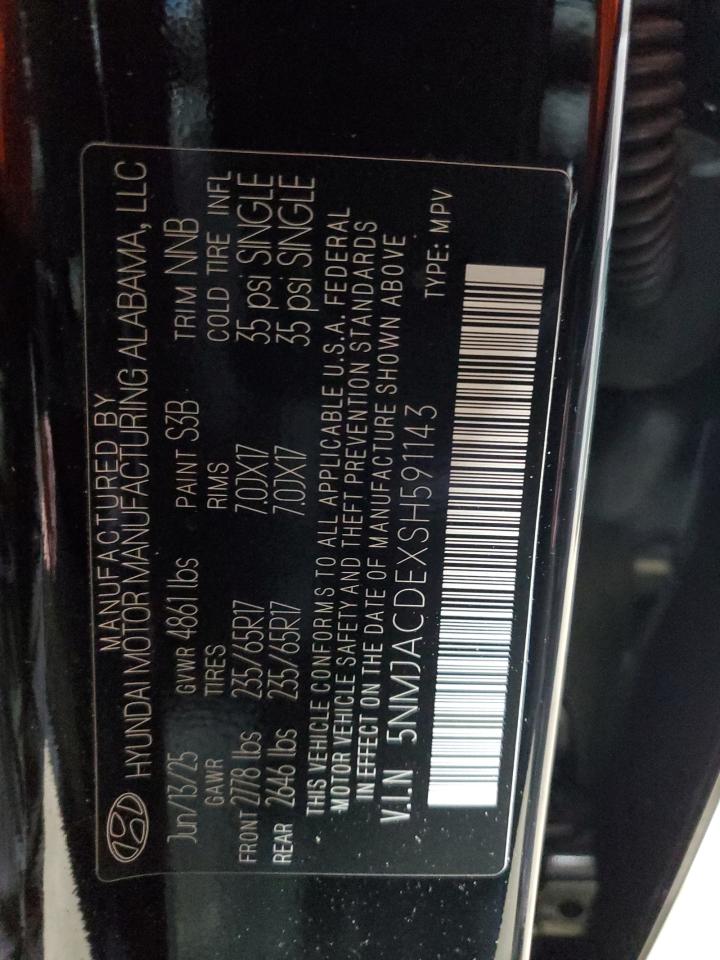 MANUFACTURED BY
HYUNDAI MOTOR MANUFACTURING ALABAMA, LLC
Jun/13/25 GVWR 4861 lbs PAINT S3B TRIM NNB
GAWR TIRES RIMS COLD TIRE INFL
FRONT 2778 lbs 235/65R17 7.0JX17 35 psi SINGLE
REAR 2646 lbs 235/65R17 7.0JX17 35 psi SINGLE
THIS VEHICLE CONFORMS TO ALL APPLICABLE U.S.A. FEDERAL
MOTOR VEHICLE SAFETY AND THEFT PREVENTION STANDARDS
IN EFFECT ON THE DATE OF MANUFACTURE SHOWN ABOVE
V.I.N 5NMJACDEXSH591143 TYPE: MPV